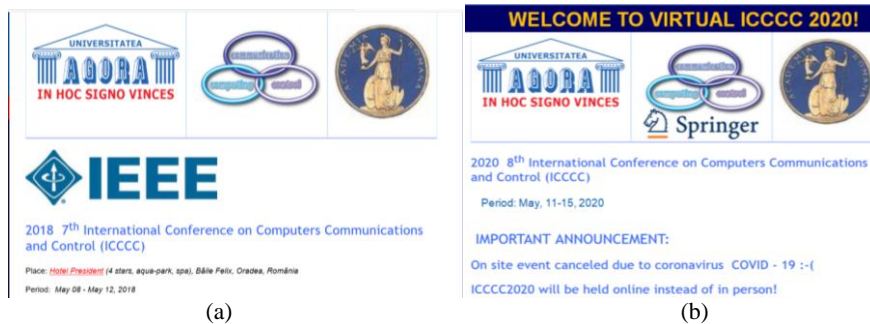 UNIVERSITATEA
AGORA
IN HOC SIGNO VINCES
communication
computing
control
IEEE
2018 7th International Conference on Computers Communications
and Control (ICCCC)
Place: Hotel President (4 stars, aqua-park, spa), Băile Felix, Oradea, România
Period: May 08 - May 12, 2018
(a)
WELCOME TO VIRTUAL ICCCC 2020!
UNIVERSITATEA
AGORA
IN HOC SIGNO VINCES
communication
computing
control
Springer
2020 8th International Conference on Computers Communications
and Control (ICCCC)
Period: May, 11-15, 2020
IMPORTANT ANNOUNCEMENT:
On site event canceled due to coronavirus COVID - 19 :-(
ICCCC2020 will be held online instead of in person!
(b)